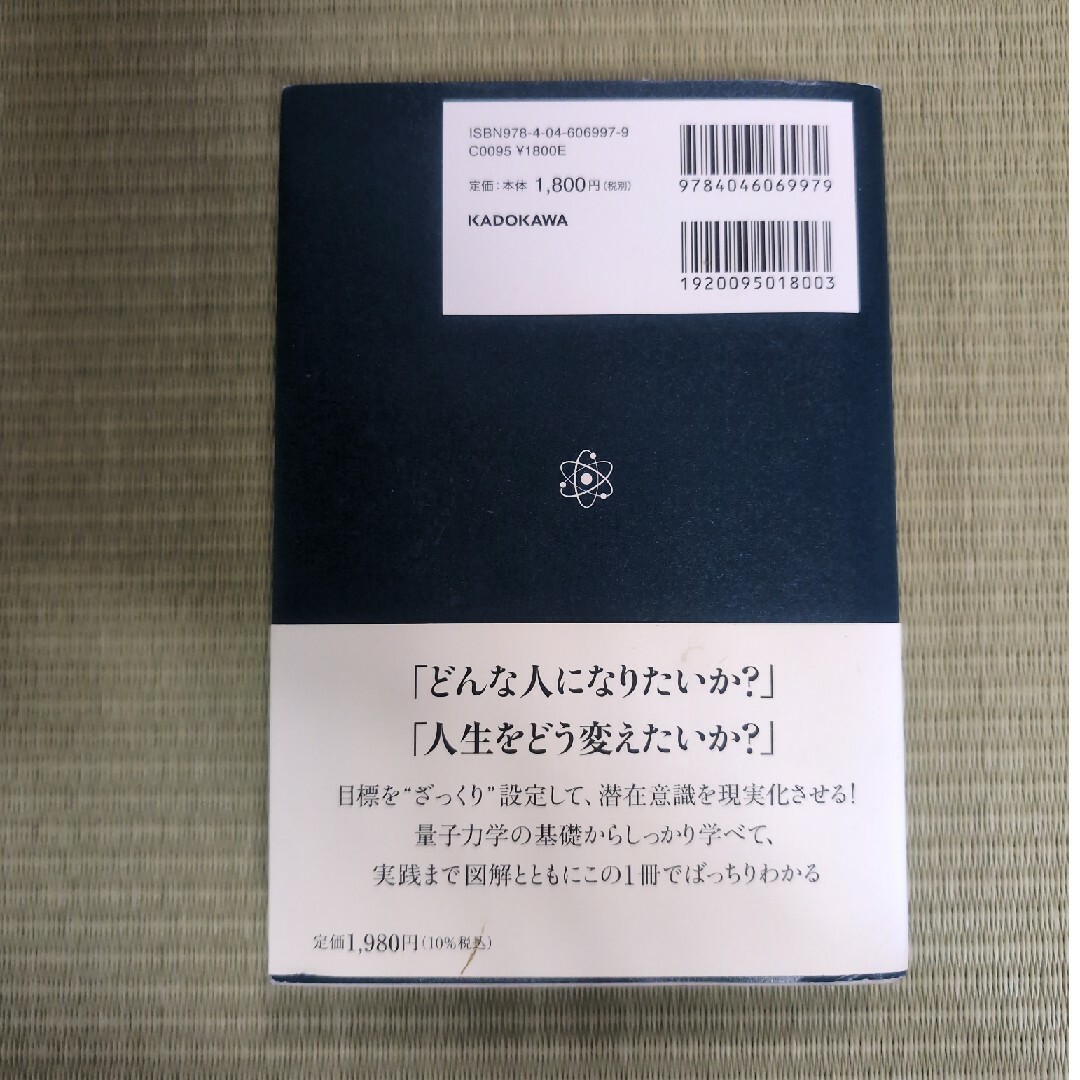 ISBN978-4-04-606997-9
C0095 ¥1800E
定価：本体 1,800円（税別）
KADOKAWA
9784046069979
1920095018003
「どんな人になりたいか?」
「人生をどう変えたいか?」
目標を“ざっくり”設定して、潜在意識を現実化させる!
量子力学の基礎からしっかり学べて、
実践まで図解とともにこの1冊でばっちりわかる
定価1,980円（10%税込）